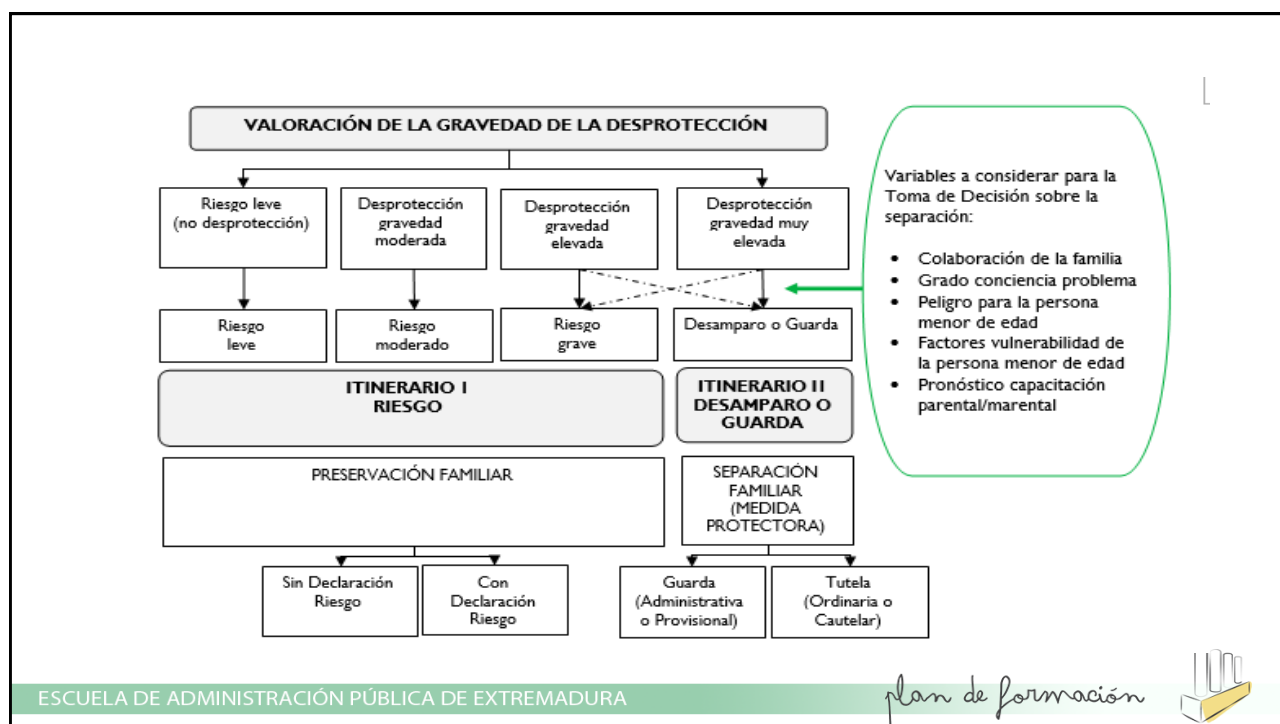 VALORACIÓN DE LA GRAVEDAD DE LA DESPROTECCIÓN
Riesgo leve
(no desprotección)
Desprotección
gravedad
moderada
Desprotección
gravedad
elevada
Desprotección
gravedad muy
elevada
Riesgo
leve
Riesgo
moderado
Riesgo
grave
Desamparo o Guarda
ITINERARIO I
RIESGO
ITINERARIO II
DESAMPARO O
GUARDA
PRESERVACIÓN FAMILIAR
SEPARACIÓN
FAMILIAR
(MEDIDA
PROTECTORA)
Sin Declaración
Riesgo
Con
Declaración
Riesgo
Guarda
(Administrativa
o Provisional)
Tutela
(Ordinaria o
Cautelar)
Variables a considerar para la
Toma de Decisión sobre la
separación:
• Colaboración de la familia
• Grado conciencia problema
• Peligro para la persona
menor de edad
• Factores vulnerabilidad de
la persona menor de edad
• Pronóstico capacitación
parental/marental
ESCUELA DE ADMINISTRACIÓN PÚBLICA DE EXTREMADURA
plan de formación